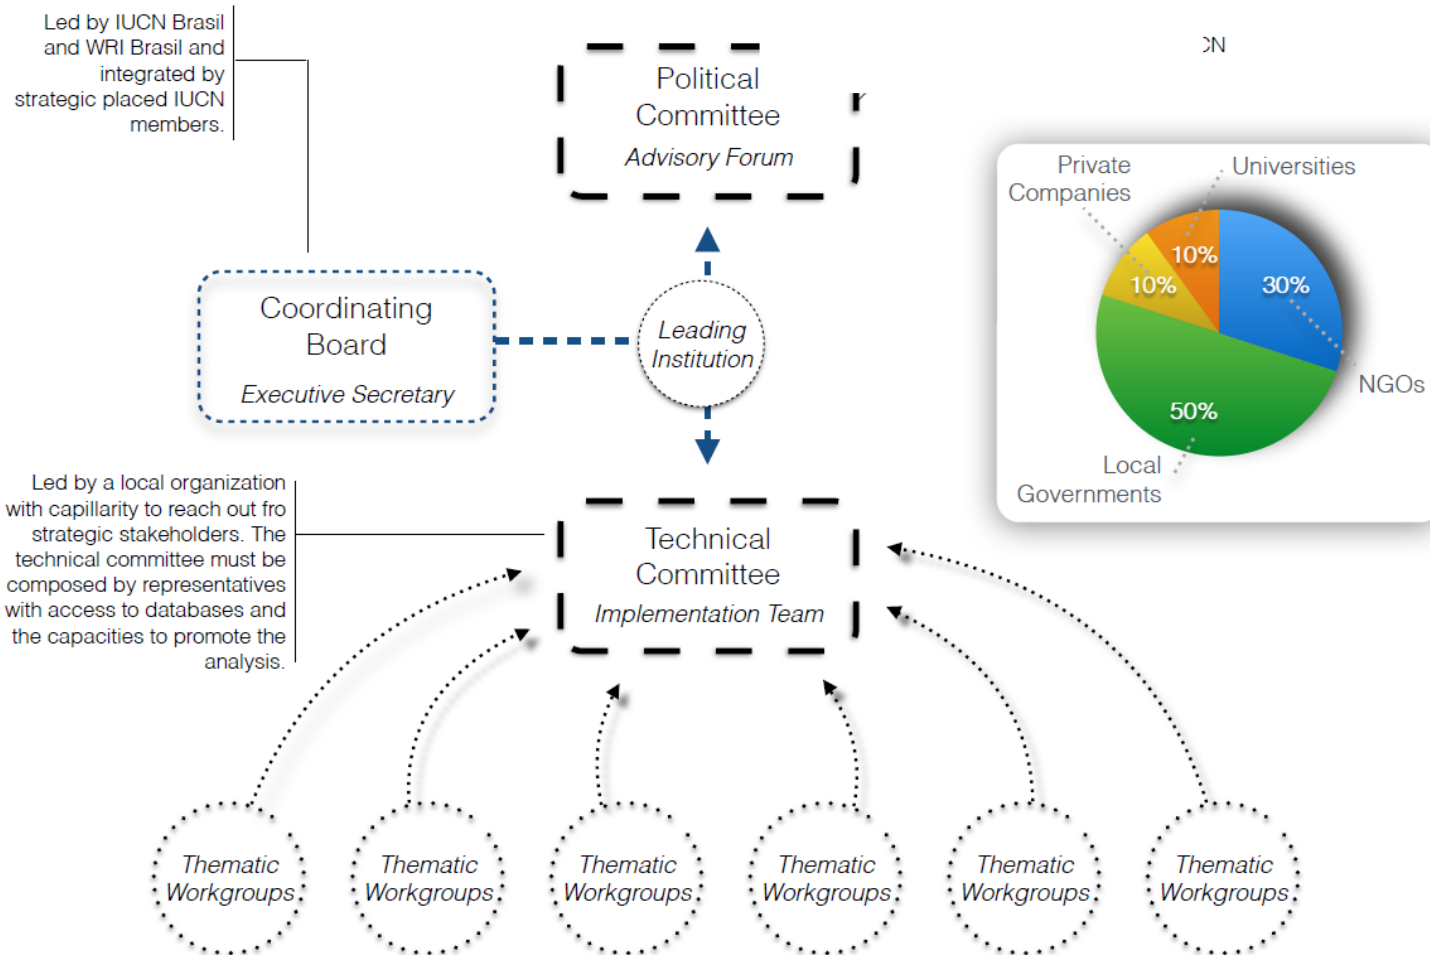 Led by IUCN Brasil
and WRI Brasil and
integrated by
strategic placed IUCN
members.
Political
Committee
Advisory Forum
Coordinating
Board
Executive Secretary
Leading
Institution
Private
Companies
Universities
10%
10%
30%
NGOs
50%
Local
Governments
Led by a local organization
with capillarity to reach out fro
strategic stakeholders. The
technical committee must be
composed by representatives
with access to databases and
the capacities to promote the
analysis.
Technical
Committee
Implementation Team
Thematic
Workgroups
Thematic
Workgroups
Thematic
Workgroups
Thematic
Workgroups
Thematic
Workgroups
Thematic
Workgroups